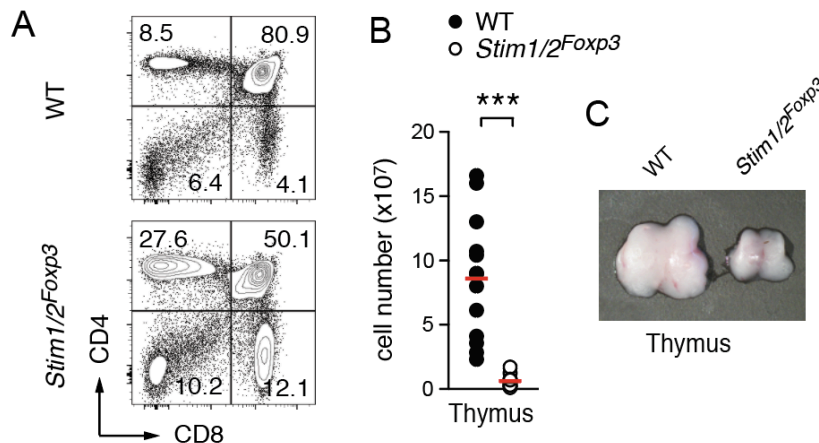 A
WT
8.5
80.9
6.4
4.1
Stim1/2Foxp3
27.6
50.1
10.2
12.1
CD4
CD8
B
WT
Stim1/2Foxp3
***
cell number (x10⁷)
20
15
10
5
0
Thymus
C
WT
Stim1/2Foxp3
Thymus